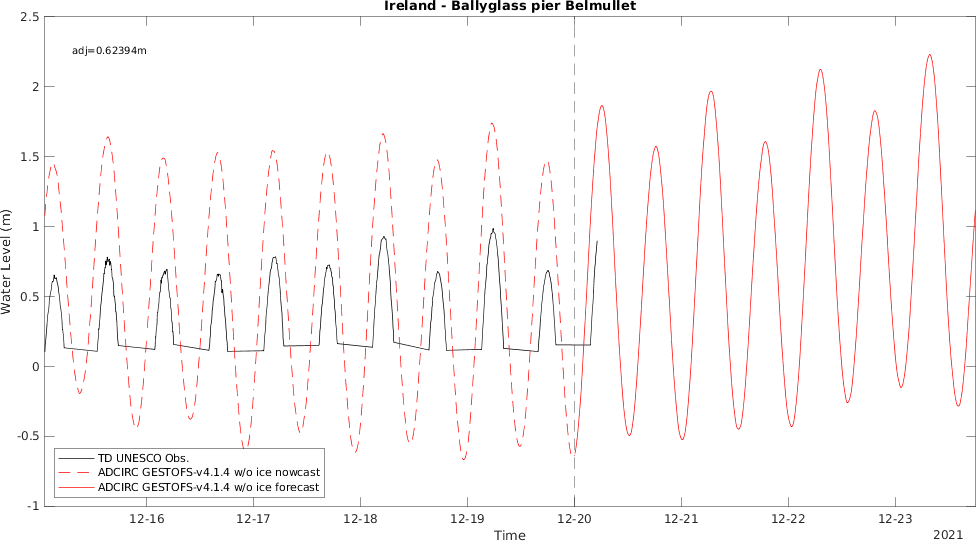 Ireland - Ballyglass pier Belmullet
adj=0.62394m
2.5
2
1.5
1
0.5
0
-0.5
-1
Water Level (m)
TD UNESCO Obs.
ADCIRC GESTOFS-v4.1.4 w/o ice nowcast
ADCIRC GESTOFS-v4.1.4 w/o ice forecast
12-16 12-17 12-18 12-19 12-20 12-21 12-22 12-23
Time
2021